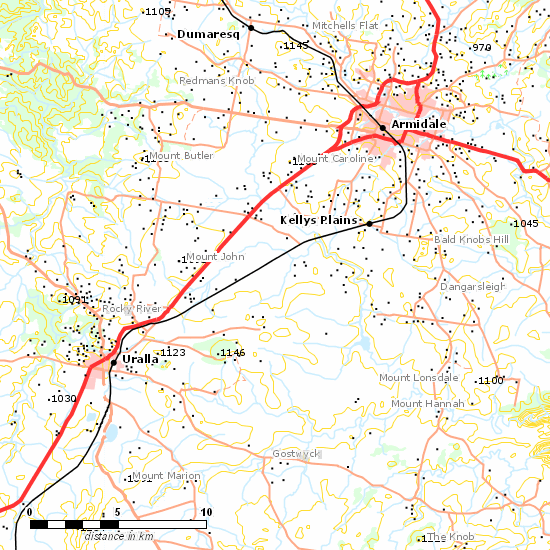 1105
Mitchells Flat
Dumaresq
1145
970
Redmans Knob
Armidale
Mount Butler
Mount Caroline
Kellys Plains
1045
Bald Knobs Hill
Mount John
Dangarsleigh
1091
Rocky River
Uralla
1123
1146
Mount Lonsdale
1100
1030
Mount Hannah
Gostwyck
Mount Marion
0 5 10
distance in km
The Knob